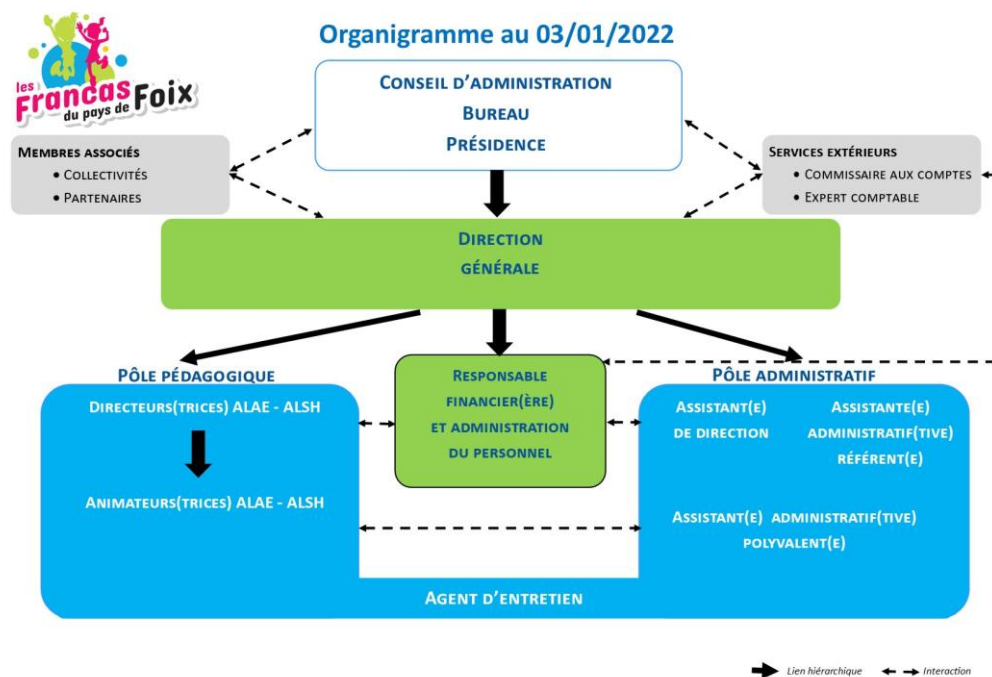 les
Francas
du pays de Foix
Organigramme au 03/01/2022
CONSEIL D'ADMINISTRATION
BUREAU
PRÉSIDENCE
MEMBRES ASSOCIÉS
• COLLECTIVITÉS
• PARTENAIRES
SERVICES EXTÉRIEURS
• COMMISSAIRE AUX COMPTES
• EXPERT COMPTABLE
DIRECTION
GÉNÉRALE
PÔLE PÉDAGOGIQUE
DIRECTEURS(TRICES) ALAE - ALSH
ANIMATEURS(TRICES) ALAE - ALSH
RESPONSABLE
FINANCIER(ÈRE)
ET ADMINISTRATION
DU PERSONNEL
PÔLE ADMINISTRATIF
ASSISTANT(E)
DE DIRECTION
ASSISTANTE(E)
ADMINISTRATIF(TIVE)
RÉFÉRENT(E)
ASSISTANT(E) ADMINISTRATIF(TIVE)
POLYVALENT(E)
AGENT D'ENTRETIEN
Lien hiérarchique
Interaction